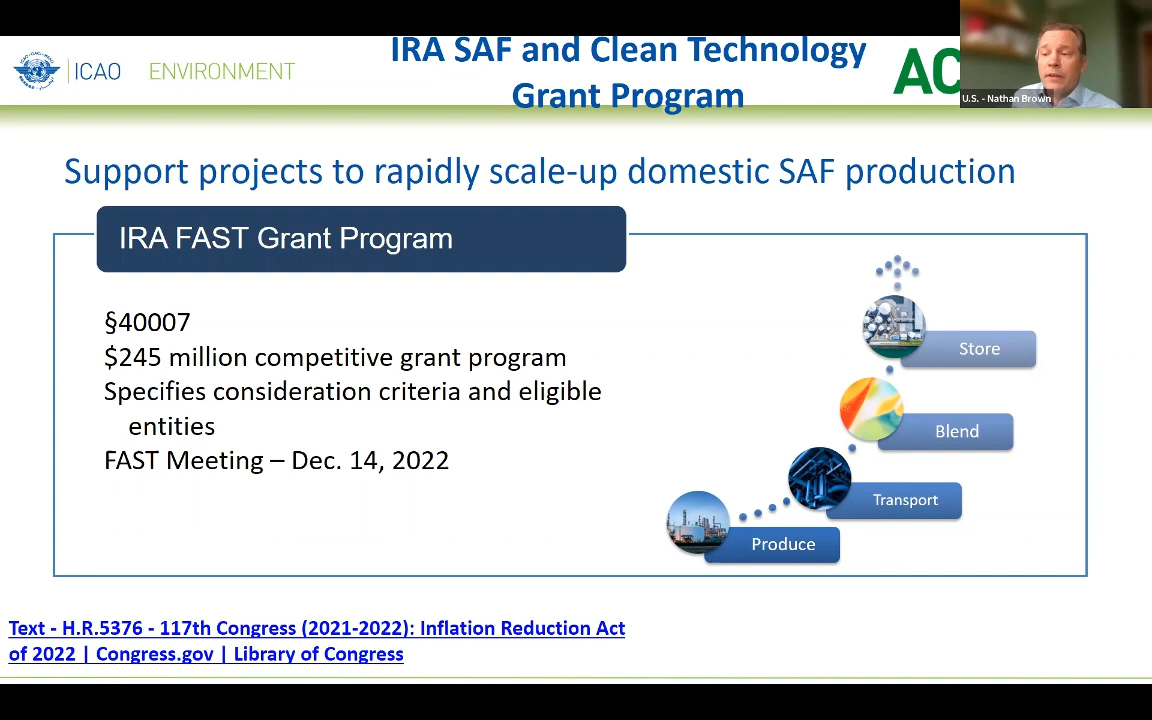 IRA SAF and Clean Technology
Grant Program
ICAO
ENVIRONMENT
AC
U.S. - Nathan Brown
Support projects to rapidly scale-up domestic SAF production
IRA FAST Grant Program
§40007
$245 million competitive grant program
Specifies consideration criteria and eligible
entities
FAST Meeting – Dec. 14, 2022
Store
Blend
Transport
Produce
Text - H.R.5376 - 117th Congress (2021-2022): Inflation Reduction Act
of 2022 | Congress.gov | Library of Congress